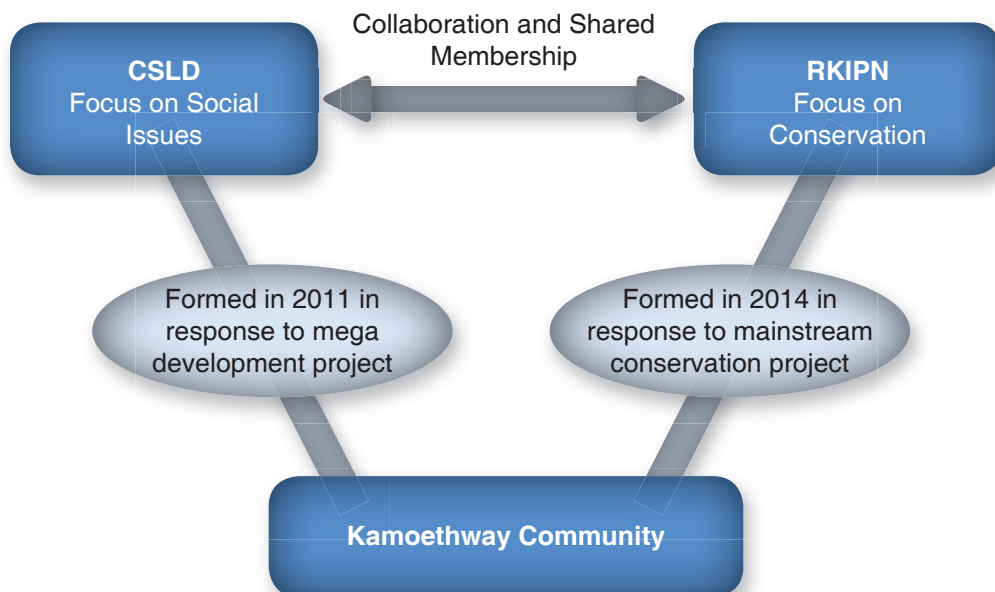 Collaboration and Shared
Membership
CSLD
Focus on Social
Issues
RKIPN
Focus on
Conservation
Formed in 2011 in
response to mega
development project
Formed in 2014 in
response to mainstream
conservation project
Kamoethway Community